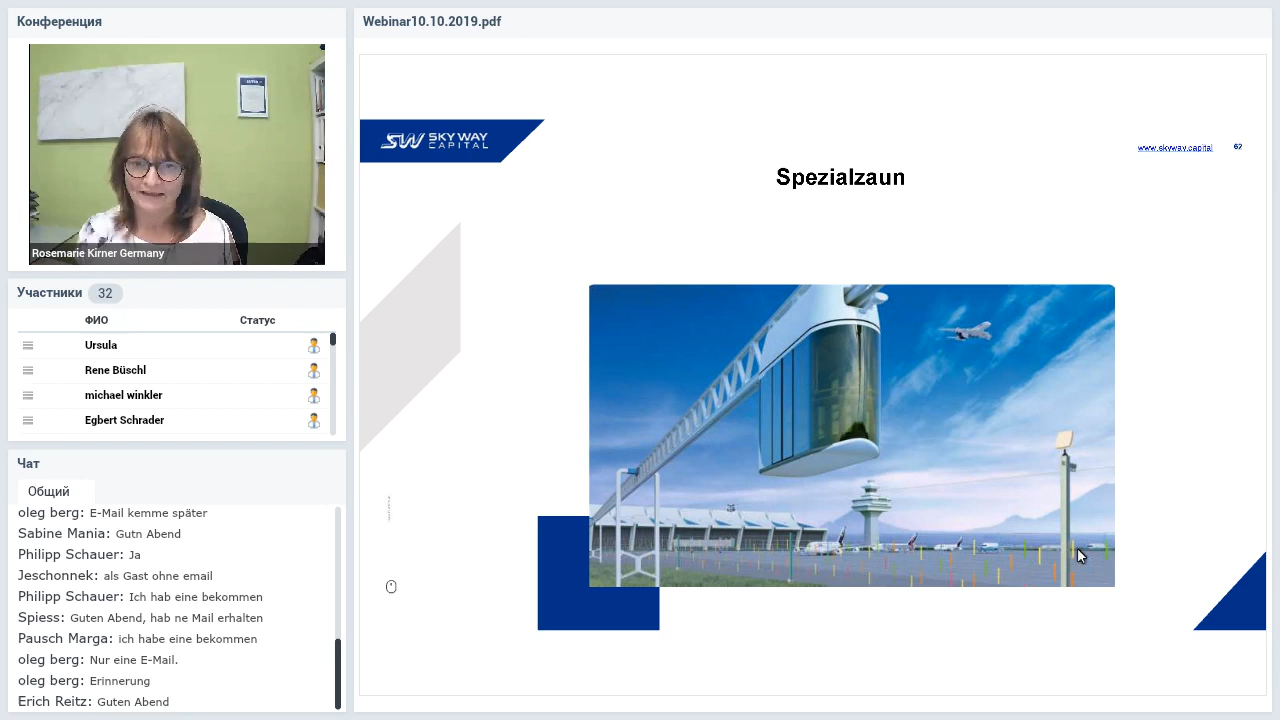 Конференция
Rosemarie Kirner Germany
Участники 32
ФИО Статус
Ursula
Rene Büschl
michael winkler
Egbert Schrader
Чат
Общий
oleg berg: E-Mail kemme später
Sabine Mania: Gutn Abend
Philipp Schauer: Ja
Jeschonnek: als Gast ohne email
Philipp Schauer: Ich hab eine bekommen
Spiess: Guten Abend, hab ne Mail erhalten
Pausch Marga: ich habe eine bekommen
oleg berg: Nur eine E-Mail.
oleg berg: Erinnerung
Erich Reitz: Guten Abend
Webinar10.10.2019.pdf
SW SKY WAY
CAPITAL
www.skyway.capital 62
Spezialzaun